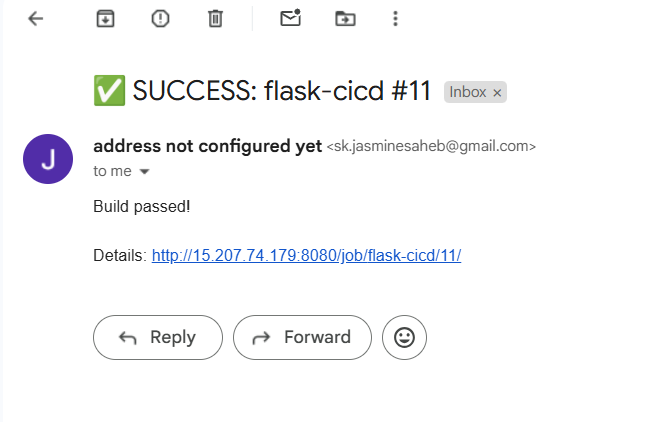 ✅ SUCCESS: flask-cicd #11 Inbox ×
J
address not configured yet <sk.jasminesaheb@gmail.com>
to me
Build passed!
Details: http://15.207.74.179:8080/job/flask-cicd/11/
Reply Forward